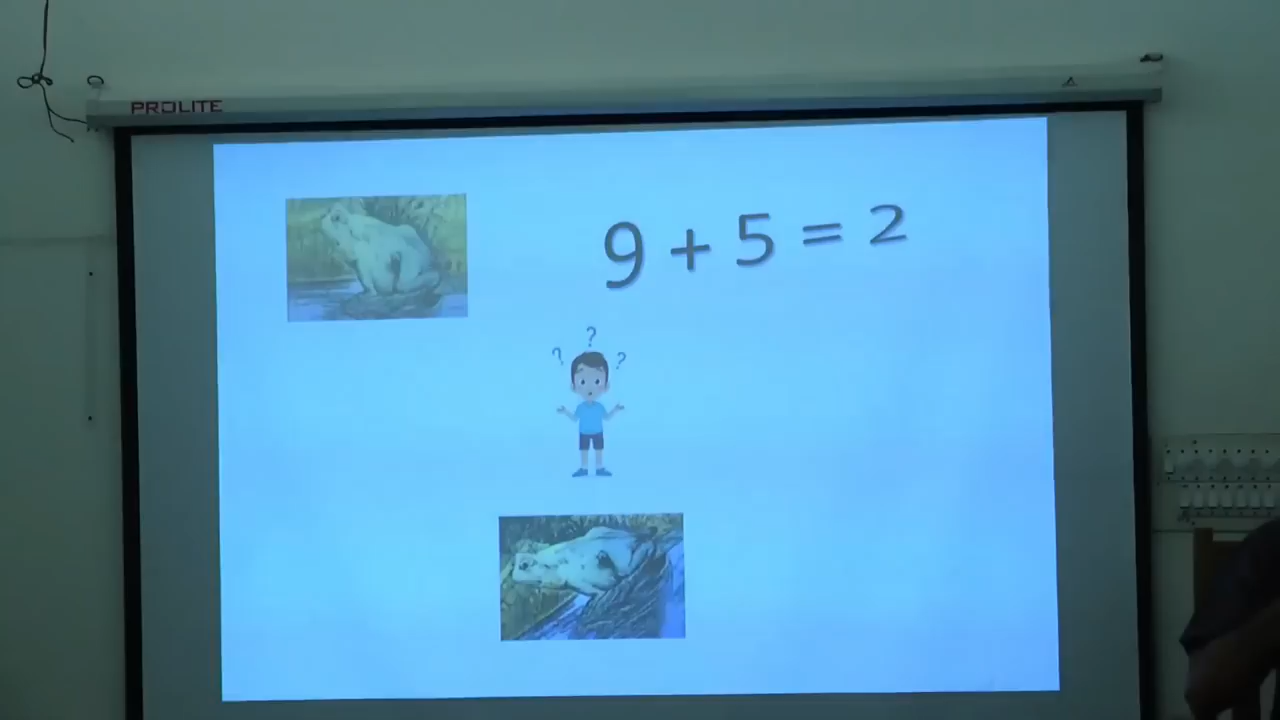 PROLITE
9 + 5 = 2
? ? ?